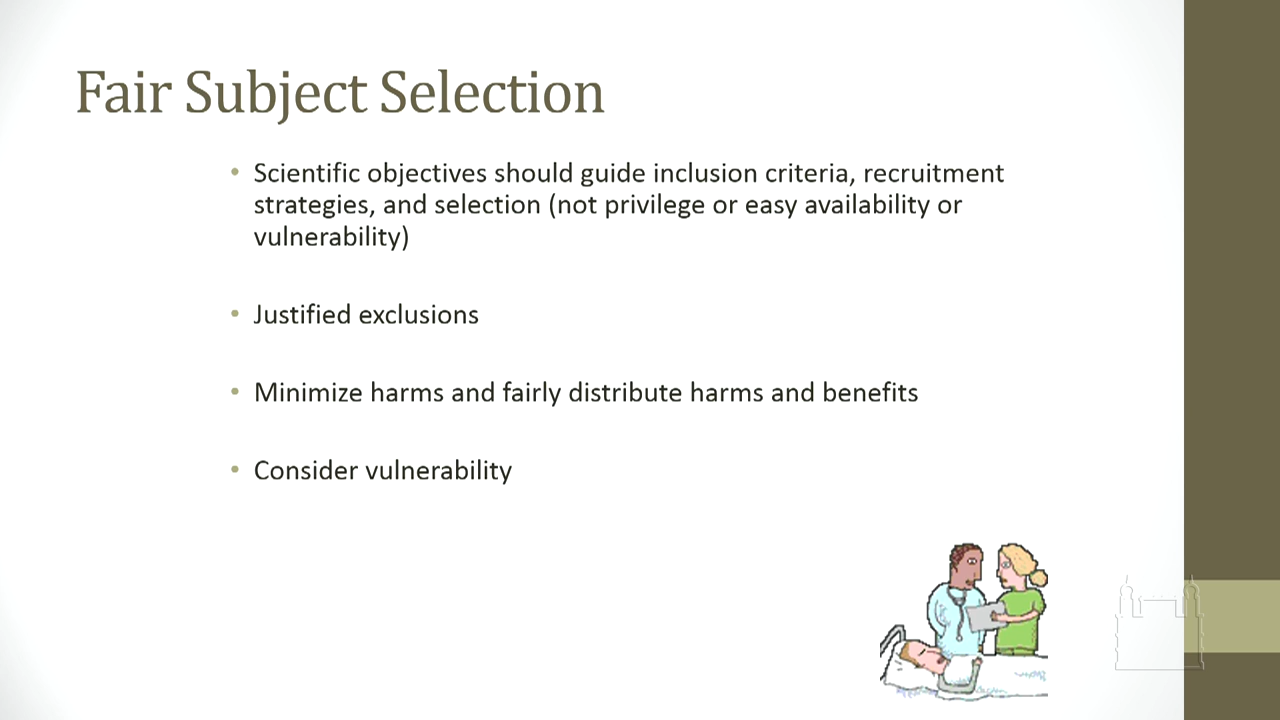 Fair Subject Selection
• Scientific objectives should guide inclusion criteria, recruitment
strategies, and selection (not privilege or easy availability or
vulnerability)
• Justified exclusions
• Minimize harms and fairly distribute harms and benefits
• Consider vulnerability